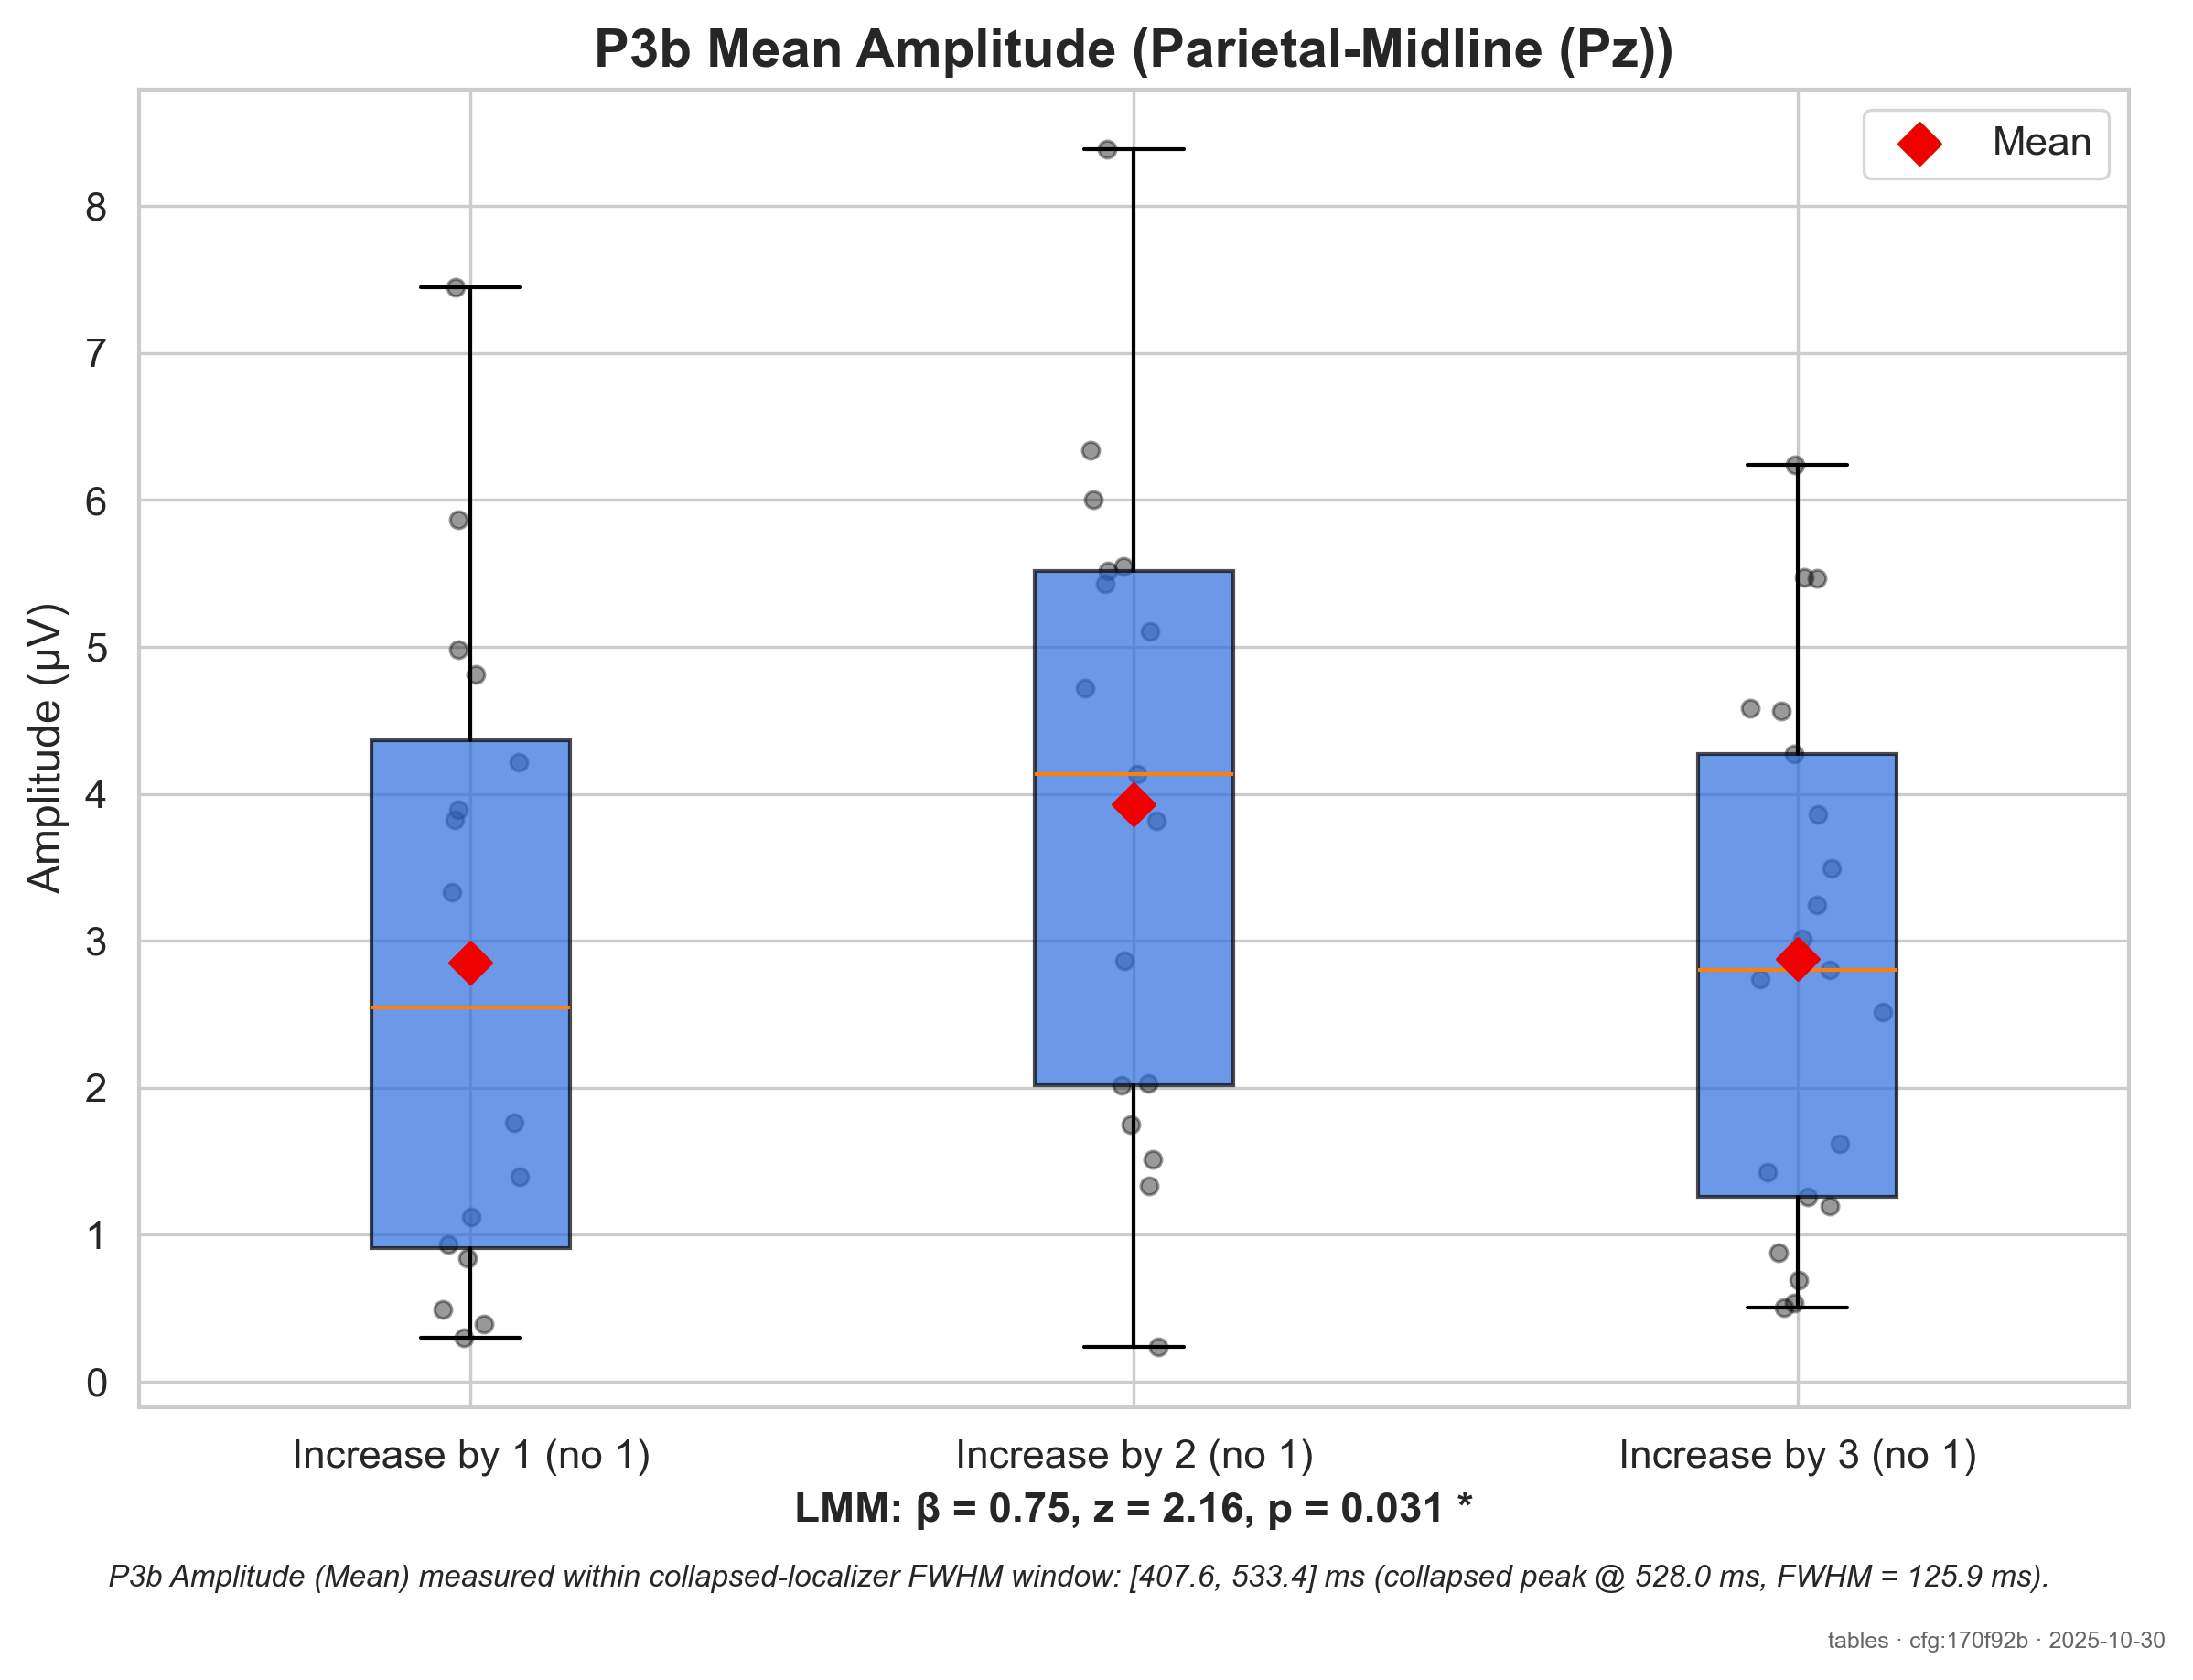 P3b Mean Amplitude (Parietal-Midline (Pz))
Mean
Amplitude (µV)
8
7
6
5
4
3
2
1
0
Increase by 1 (no 1)
Increase by 2 (no 1)
Increase by 3 (no 1)
LMM: β = 0.75, z = 2.16, p = 0.031 *
P3b Amplitude (Mean) measured within collapsed-localizer FWHM window: [407.6, 533.4] ms (collapsed peak @ 528.0 ms, FWHM = 125.9 ms).
tables · cfg:170f92b · 2025-10-30